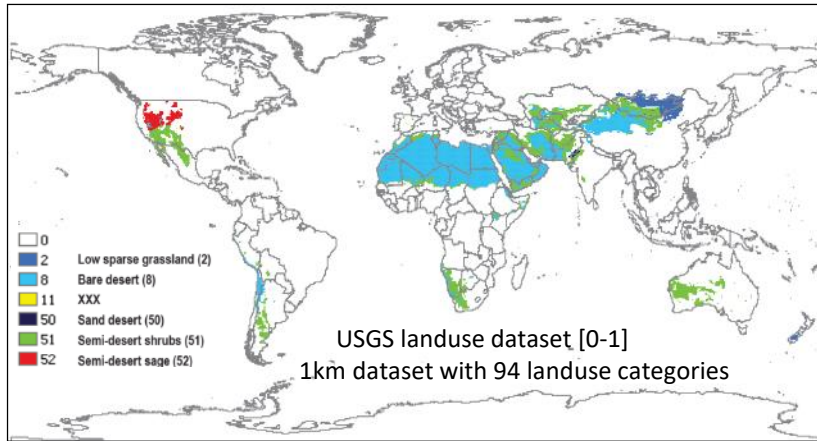 0
2 Low sparse grassland (2)
8 Bare desert (8)
11 XXX
50 Sand desert (50)
51 Semi-desert shrubs (51)
52 Semi-desert sage (52)
USGS landuse dataset [0-1]
1km dataset with 94 landuse categories